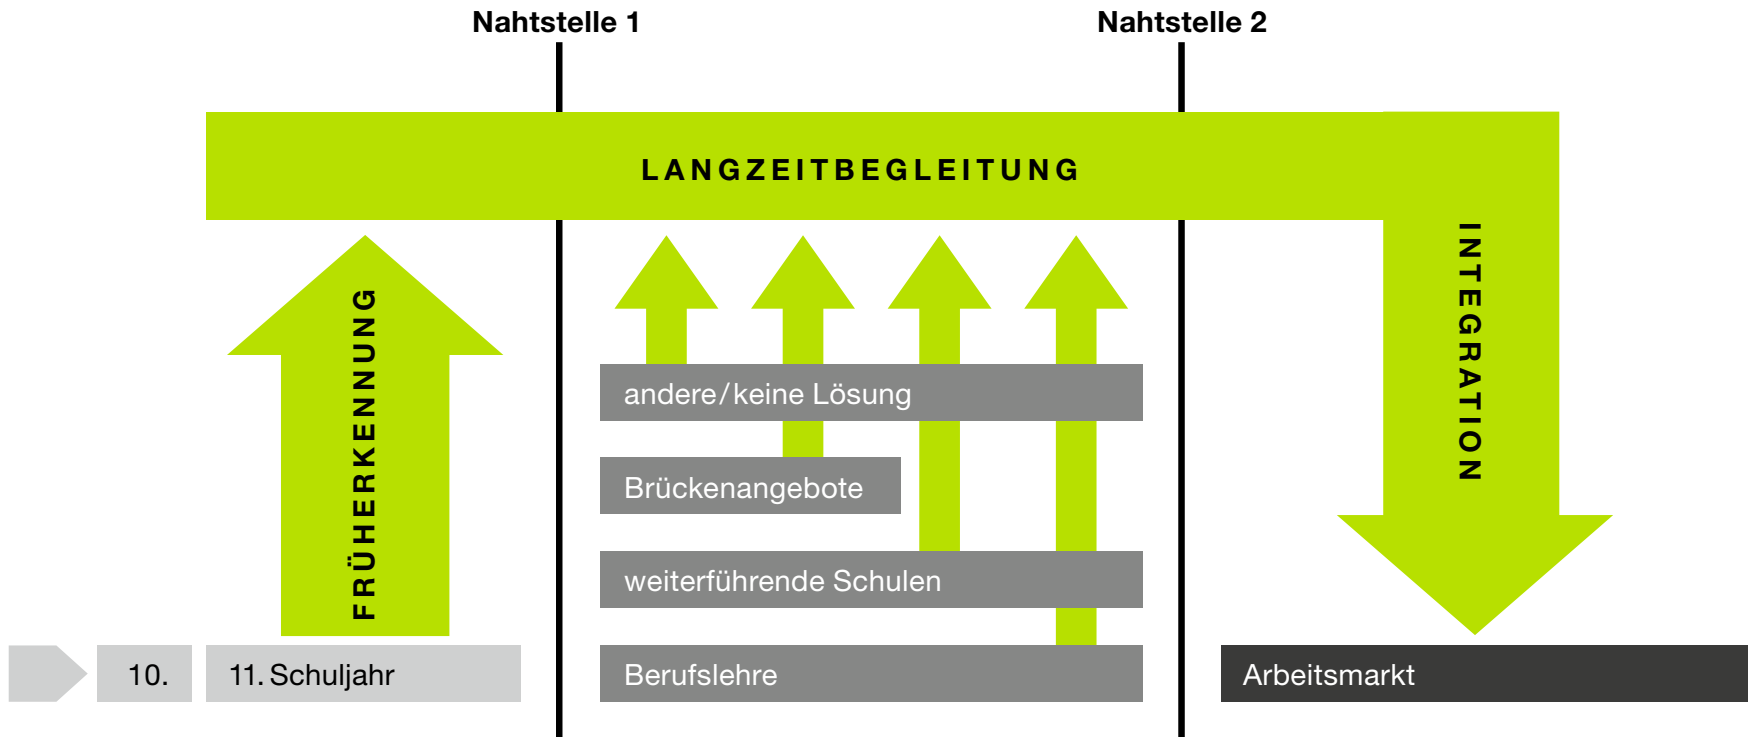 Nahtstelle 1
Nahtstelle 2
LANGZEITBEGLEITUNG
FRÜHERKENNUNG
INTEGRATION
andere/keine Lösung
Brückenangebote
weiterführende Schulen
10.
11. Schuljahr
Berufslehre
Arbeitsmarkt